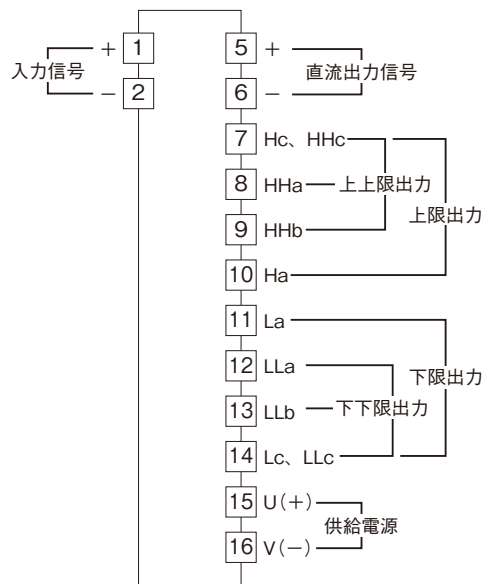 + 1
入力信号
− 2
5 +
直流出力信号
6 −
7 Hc、HHc
8 HHa 上上限出力
上限出力
9 HHb
10 Ha
11 La
12 LLa
下限出力
13 LLb 下下限出力
14 Lc、LLc
15 U(+)
供給電源
16 V(−)